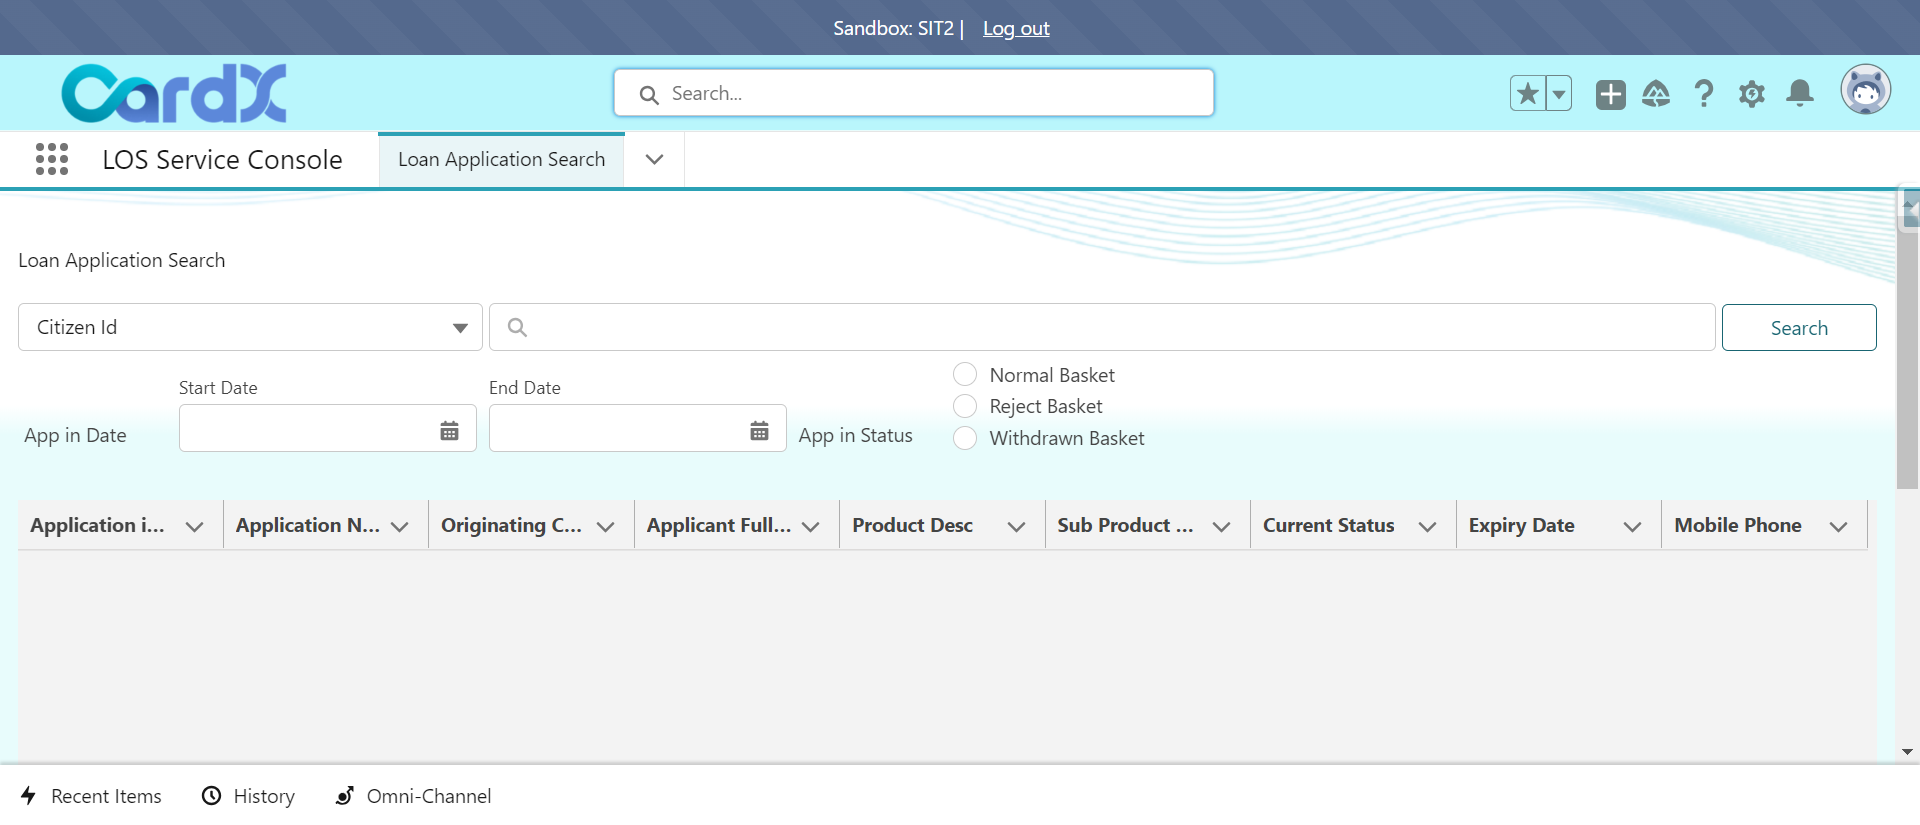 Sandbox: SIT2 | Log out
CardX
Search...
LOS Service Console
Loan Application Search
Loan Application Search
Citizen Id
Search
App in Date
Start Date
End Date
App in Status
Normal Basket
Reject Basket
Withdrawn Basket
Application i... Application N... Originating C... Applicant Full... Product Desc Sub Product ... Current Status Expiry Date Mobile Phone
Recent Items History Omni-Channel